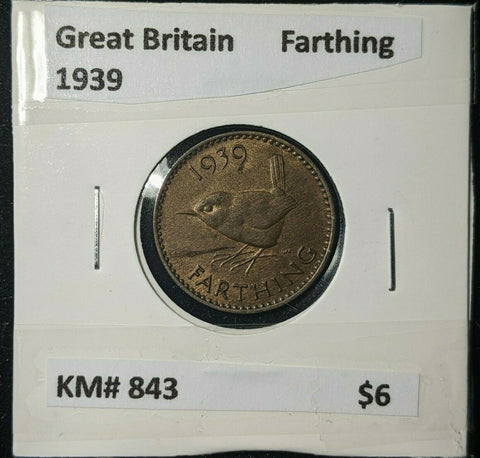 Great Britain Farthing
1939
1939
FARTHING
KM# 843 $6